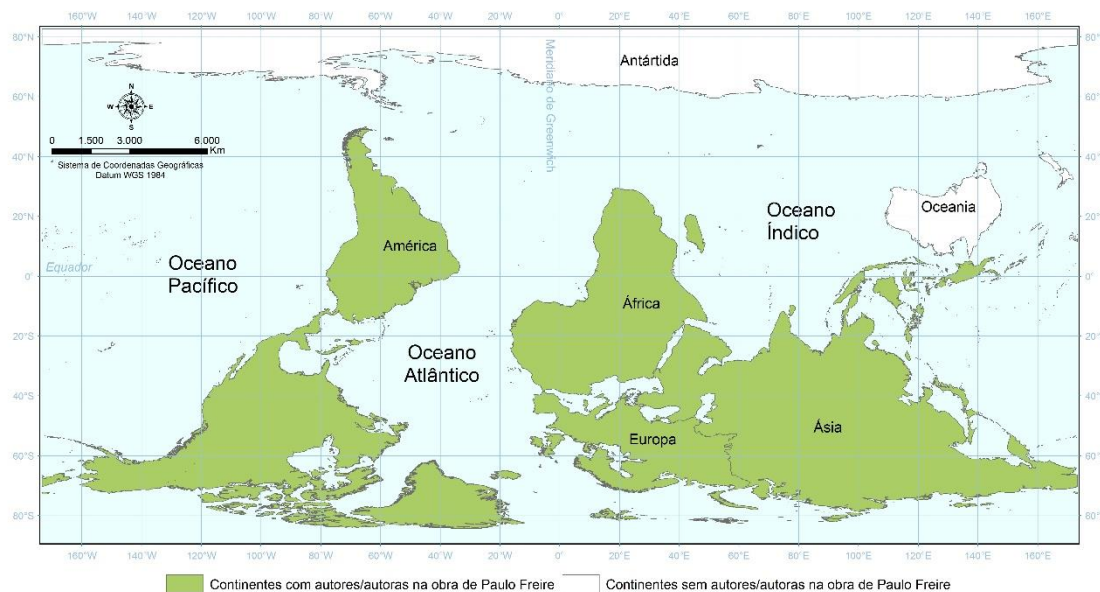 160°W 140°W 120°W 100°W 80°W 60°W 40°W 20°W 0° 20°E 40°E 60°E 80°E 100°E 120°E 140°E 160°E
80°N
60°N
40°N
20°N
0°
20°S
40°S
60°S
80°S
N
W E
S
0 1.500 3.000 6.000
Km
Sistema de Coordenadas Geográficas
Datum WGS 1984
Meridiano de Greenwich
Antártida
Oceania
Oceano
Índico
América
Equador
Oceano
Pacífico
África
Oceano
Atlântico
Europa
Ásia
80°N
60°N
40°N
20°N
0°
20°S
40°S
60°S
80°S
160°W 140°W 120°W 100°W 80°W 60°W 40°W 20°W 0° 20°E 40°E 60°E 80°E 100°E 120°E 140°E 160°E
Continentes com autores/autoras na obra de Paulo Freire
Continentes sem autores/autoras na obra de Paulo Freire